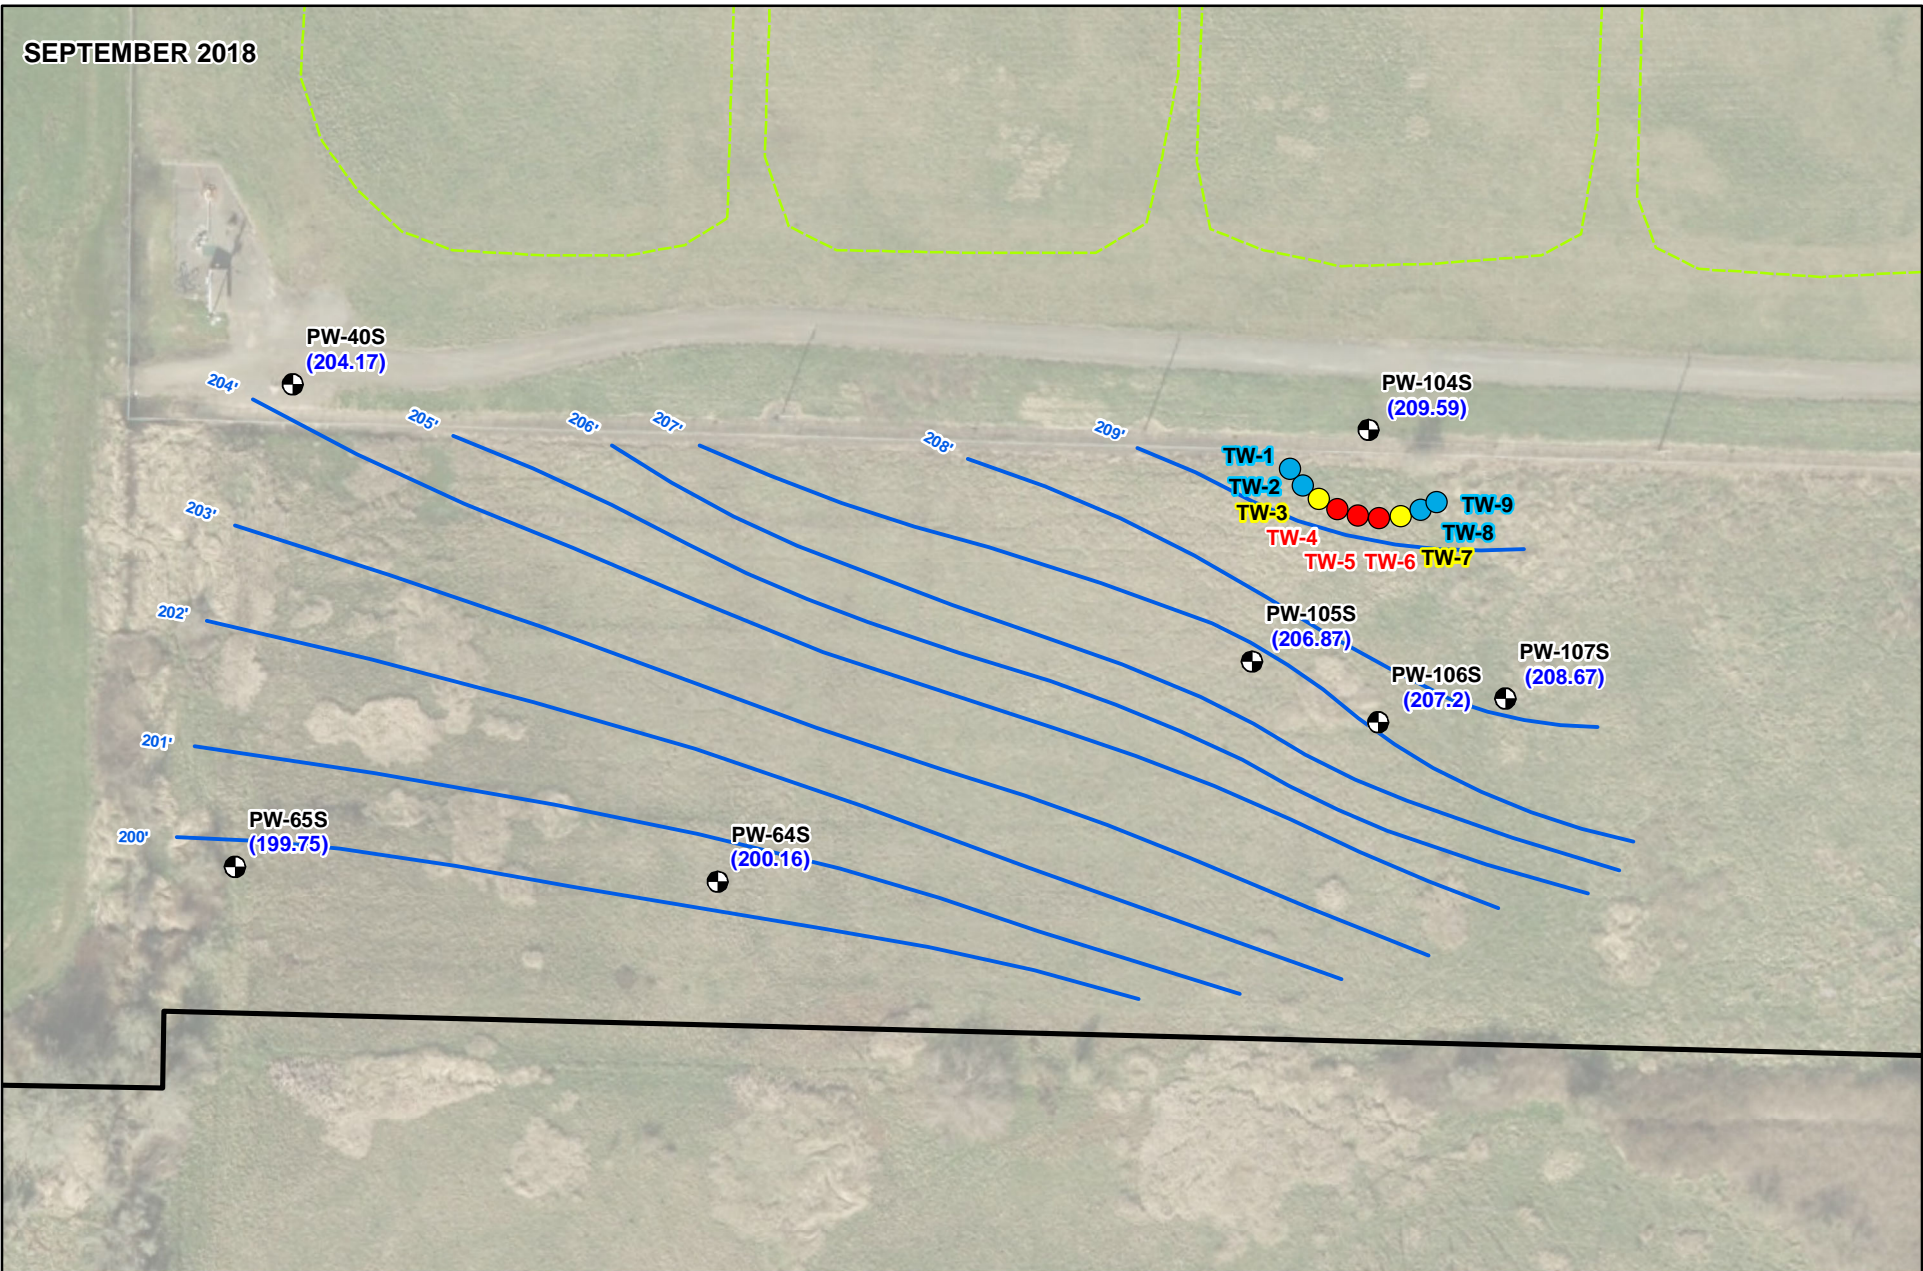 SEPTEMBER 2018
PW-40S
(204.17)
204'
205'
206'
207'
208'
209'
PW-104S
(209.59)
TW-1
TW-2
TW-3
TW-4
TW-5
TW-6
TW-7
TW-8
TW-9
203'
202'
201'
200'
PW-105S
(206.87)
PW-106S
(207.2)
PW-107S
(208.67)
PW-65S
(199.75)
PW-64S
(200.16)